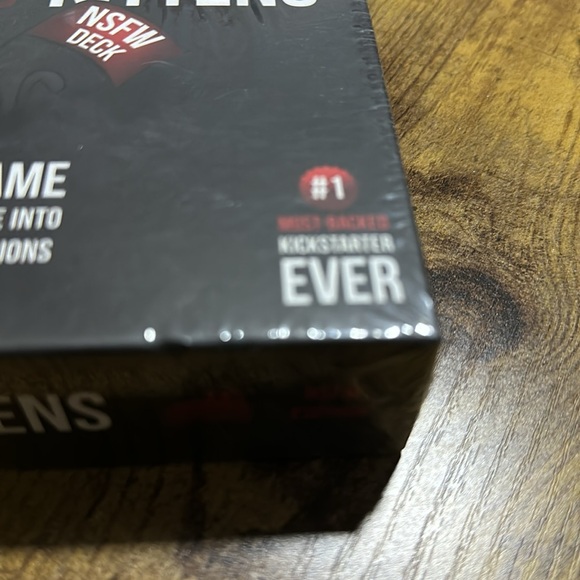 NSFW
DECK
AME
E INTO
IONS
#1
MOST BACKED
KICKSTARTER
EVER
ENS